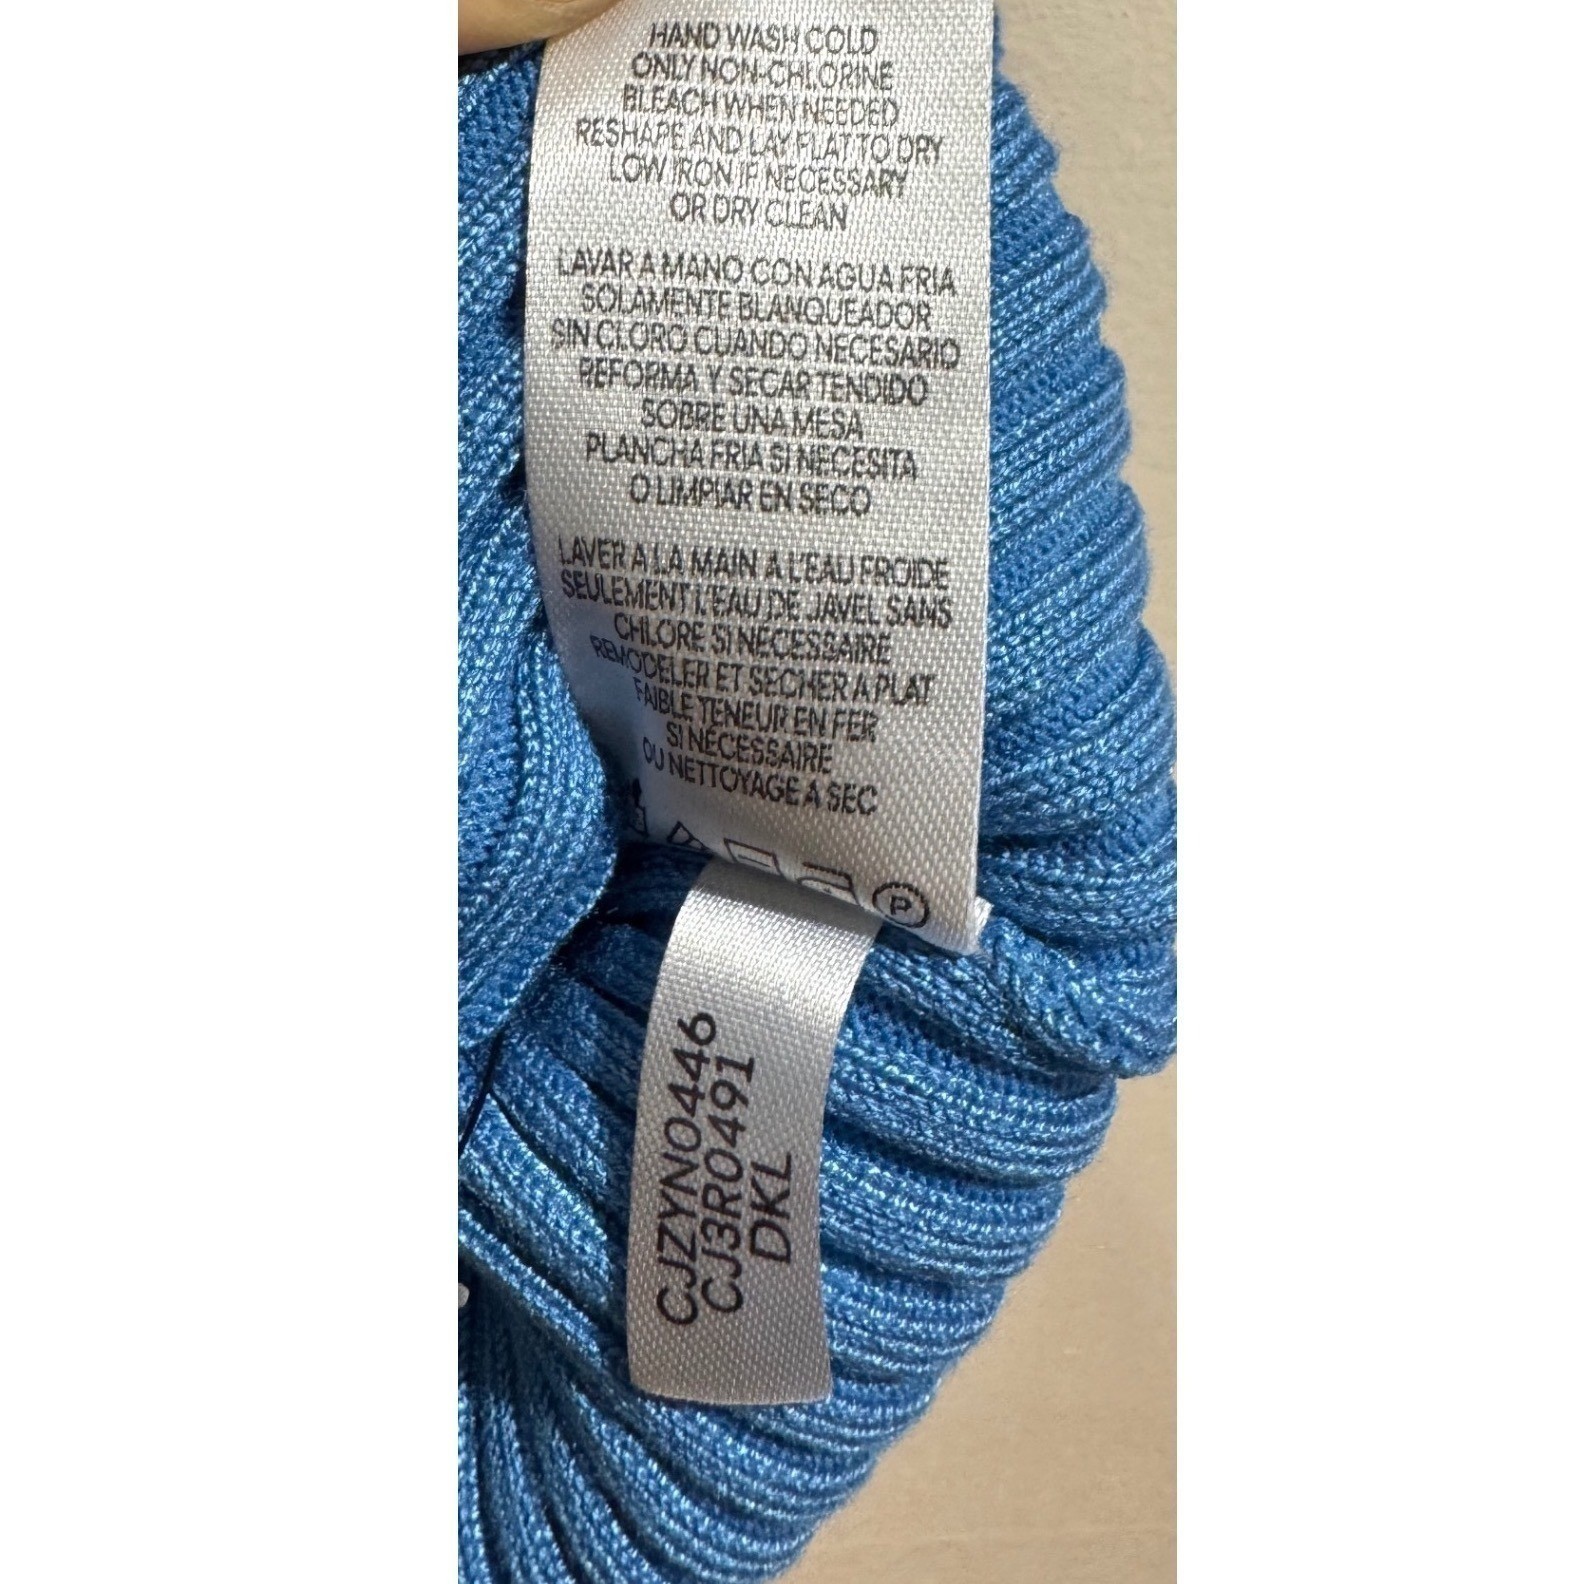 HAND WASH COLD
ONLY NON-CHLORINE
BLEACH WHEN NEEDED
RESHAPE AND LAY FLAT TO DRY
LOW IRON IF NECESSARY
OR DRY CLEAN
LAVAR A MANO CON AGUA FRIA
SOLAMENTE BLANQUEADOR
SIN CLORO CUANDO NECESARIO
REFORMA Y SECAR TENDIDO
SOBRE UNA MESA
PLANCHA FRIA SI NECESITA
O LIMPIAR EN SECO
LAVER A LA MAIN A L'EAU FROIDE
SEULEMENT L'EAU DE JAVEL SANS
CHLORE SI NECESSAIRE
REMODELER ET SECHER A PLAT
FAIBLE TENEUR EN FER
SI NÉCESSAIRE
OU NETTOYAGE A SEC
P
CJZYN0446
CJ3R0491
DKL